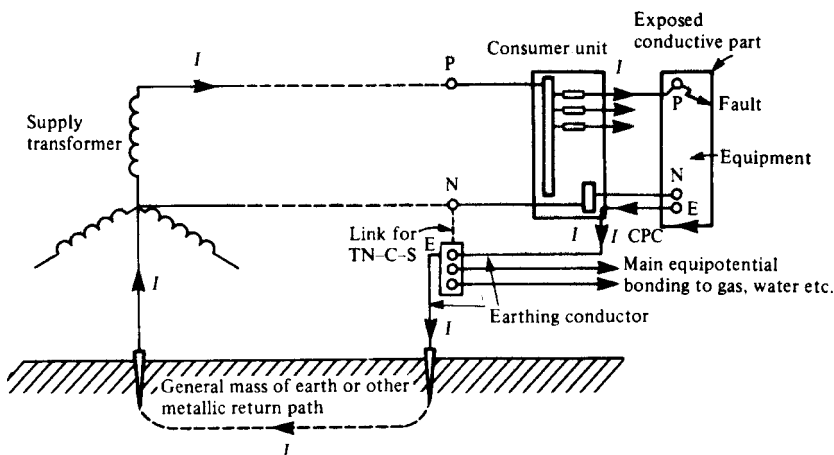 Exposed
conductive part
Consumer unit
I
P
I
P
Fault
Supply
transformer
Equipment
N
N
E
Link for
TN–C–S
E
I
I
CPC
Main equipotential
bonding to gas, water etc.
I
Earthing conductor
I
General mass of earth or other
metallic return path
I